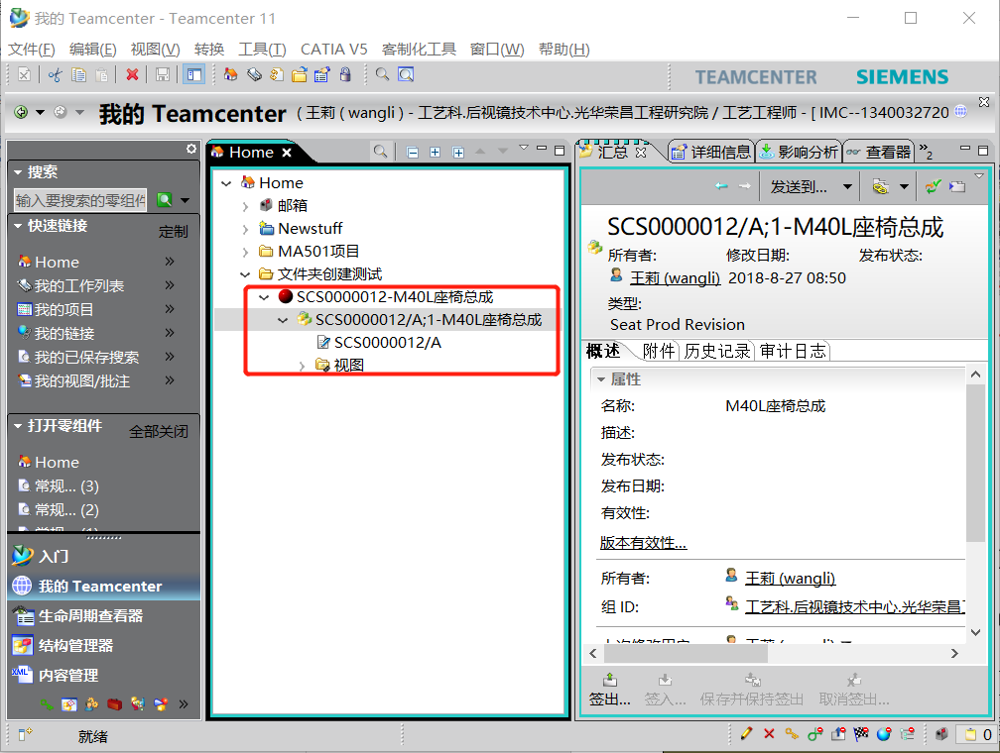 我的 Teamcenter - Teamcenter 11
文件(F) 编辑(E) 视图(V) 转换 工具(T) CATIA V5 客制化工具 窗口(W) 帮助(H)
TEAMCENTER SIEMENS
我的 Teamcenter ( 王莉 ( wangli ) - 工艺科.后视镜技术中心.光华荣昌工程研究院 / 工艺工程师 - [ IMC--1340032720
搜索
输入要搜索的零组件
快速链接 定制
Home »
我的工作列表 »
我的项目 »
我的链接 »
我的已保存搜索 »
我的视图/批注 »
打开零组件 全部关闭
Home
常规... (3)
常规... (2)
入门
我的 Teamcenter
生命周期查看器
结构管理器
内容管理
»
Home
Home
邮箱
Newstuff
MA501项目
文件夹创建测试
SCS0000012-M40L座椅总成
SCS0000012/A;1-M40L座椅总成
SCS0000012/A
视图
汇总 详细信息 影响分析 查看器 »2
发送到...
SCS0000012/A;1-M40L座椅总成
所有者: 修改日期: 发布状态:
王莉 (wangli) 2018-8-27 08:50
类型:
Seat Prod Revision
概述 附件 历史记录 审计日志
属性
名称: M40L座椅总成
描述:
发布状态:
发布日期:
有效性:
版本有效性...
所有者: 王莉 (wangli)
组 ID: 工艺科.后视镜技术中心.光华荣昌工
签出... 签入... 保存并保持签出 取消签出...
就绪 0